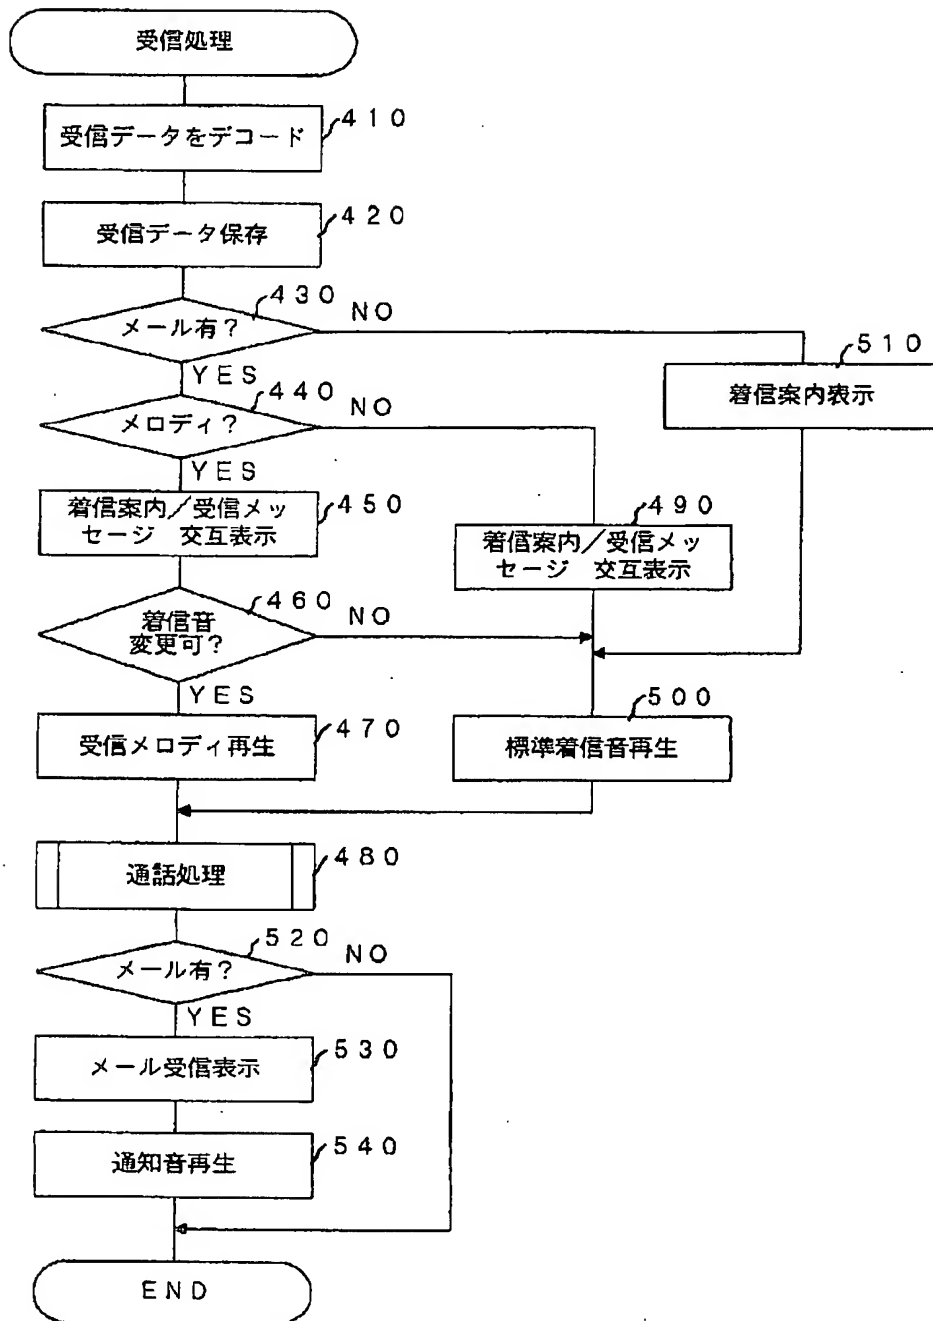 受信処理
受信データをデコード
410
受信データ保存
420
メール有?
430
NO
YES
510
着信案内表示
メロディ?
440
NO
YES
着信案内/受信メッ
セージ 交互表示
450
490
着信案内/受信メッ
セージ 交互表示
着信音
変更可?
460
NO
YES
受信メロディ再生
470
500
標準着信音再生
通話処理
480
メール有?
520
NO
YES
メール受信表示
530
通知音再生
540
END